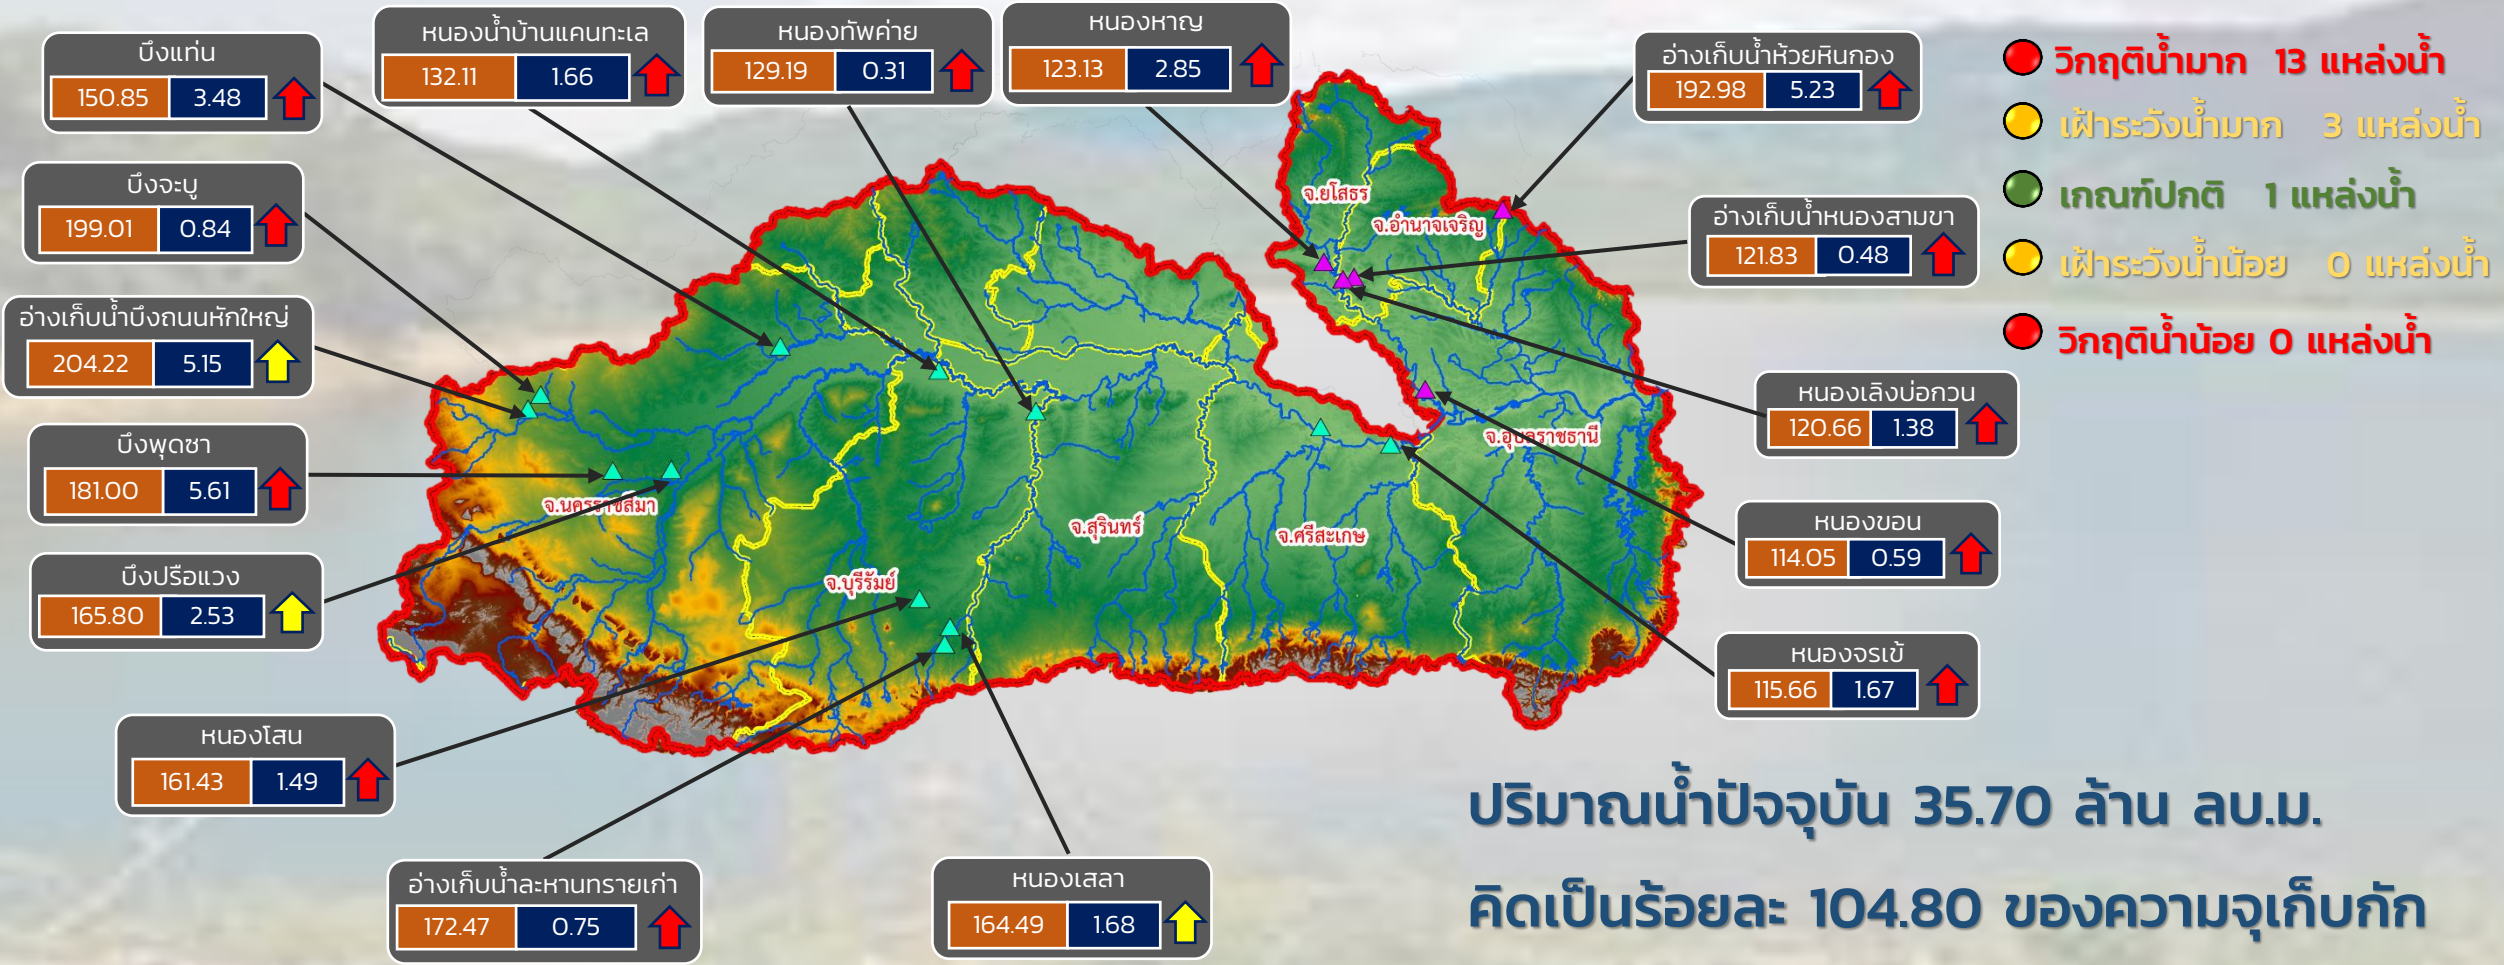 บึงแท่น
150.85 3.48
หนองน้ำบ้านแคนทะเล
132.11 1.66
หนองทัพค่าย
129.19 0.31
หนองหาญ
123.13 2.85
อ่างเก็บน้ำห้วยหินกอง
192.98 5.23
วิกฤติน้ำมาก 13 แหล่งน้ำ
เฝ้าระวังน้ำมาก 3 แหล่งน้ำ
เกณฑ์ปกติ 1 แหล่งน้ำ
เฝ้าระวังน้ำน้อย 0 แหล่งน้ำ
วิกฤติน้ำน้อย 0 แหล่งน้ำ
บึงจะบู
199.01 0.84
อ่างเก็บน้ำบึงถนนหักใหญ่
204.22 5.15
บึงพุดซา
181.00 5.61
บึงปรือแวง
165.80 2.53
หนองโสน
161.43 1.49
อ่างเก็บน้ำละหานทรายเก่า
172.47 0.75
หนองเสลา
164.49 1.68
จ.ยโสธร
จ.อำนาจเจริญ
จ.อุบลราชธานี
จ.นครราชสีมา
จ.สุรินทร์
จ.ศรีสะเกษ
จ.บุรีรัมย์
อ่างเก็บน้ำหนองสามขา
121.83 0.48
หนองเลิงบ่อกวน
120.66 1.38
หนองขอน
114.05 0.59
หนองจรเข้
115.66 1.67
ปริมาณน้ำปัจจุบัน 35.70 ล้าน ลบ.ม.
คิดเป็นร้อยละ 104.80 ของความจุเก็บกัก